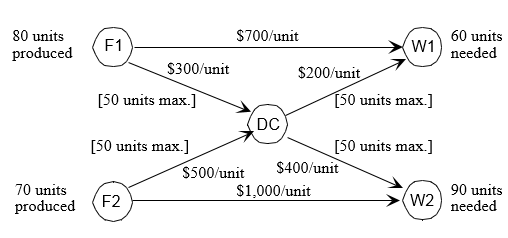 80 units
produced
F1
$700/unit
W1
60 units
needed
$300/unit
$200/unit
[50 units max.]
[50 units max.]
DC
[50 units max.]
[50 units max.]
$500/unit
$400/unit
70 units
produced
F2
$1,000/unit
W2
90 units
needed